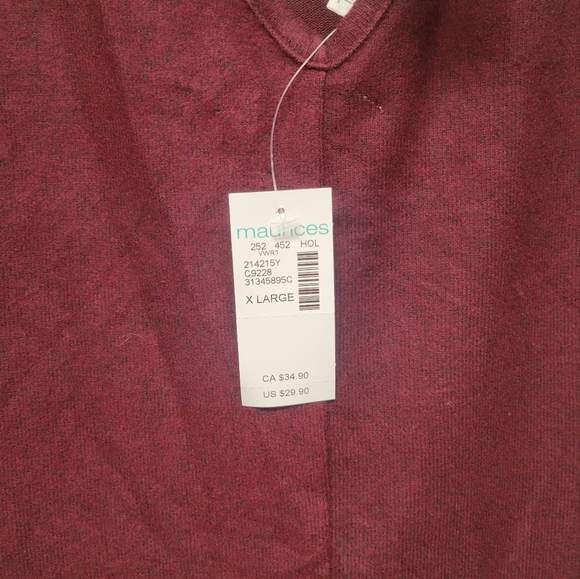 maurices
252 452 HOL
VWR1
214215Y
C9228
31345895C
X LARGE
CA $34.90
US $29.90